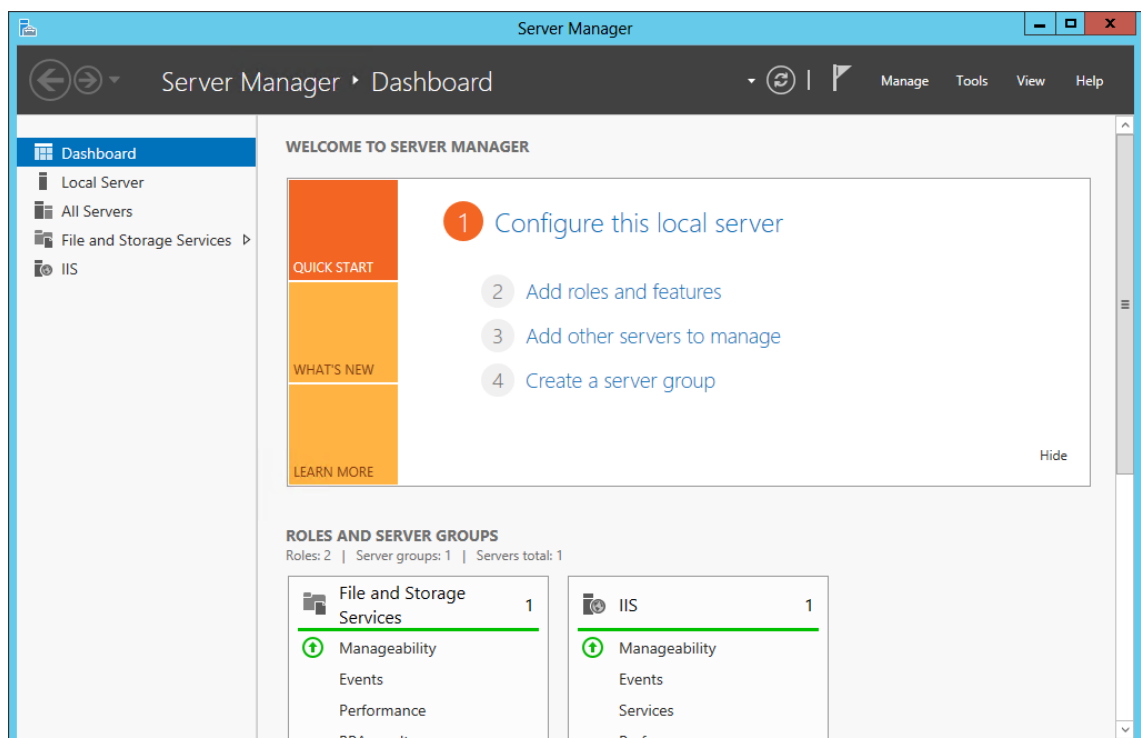 Server Manager
Server Manager ‣ Dashboard
Manage Tools View Help
Dashboard
Local Server
All Servers
File and Storage Services
IIS
WELCOME TO SERVER MANAGER
QUICK START
WHAT'S NEW
LEARN MORE
1 Configure this local server
2 Add roles and features
3 Add other servers to manage
4 Create a server group
Hide
ROLES AND SERVER GROUPS
Roles: 2 | Server groups: 1 | Servers total: 1
File and Storage
Services 1
Manageability
Events
Performance
IIS 1
Manageability
Events
Services